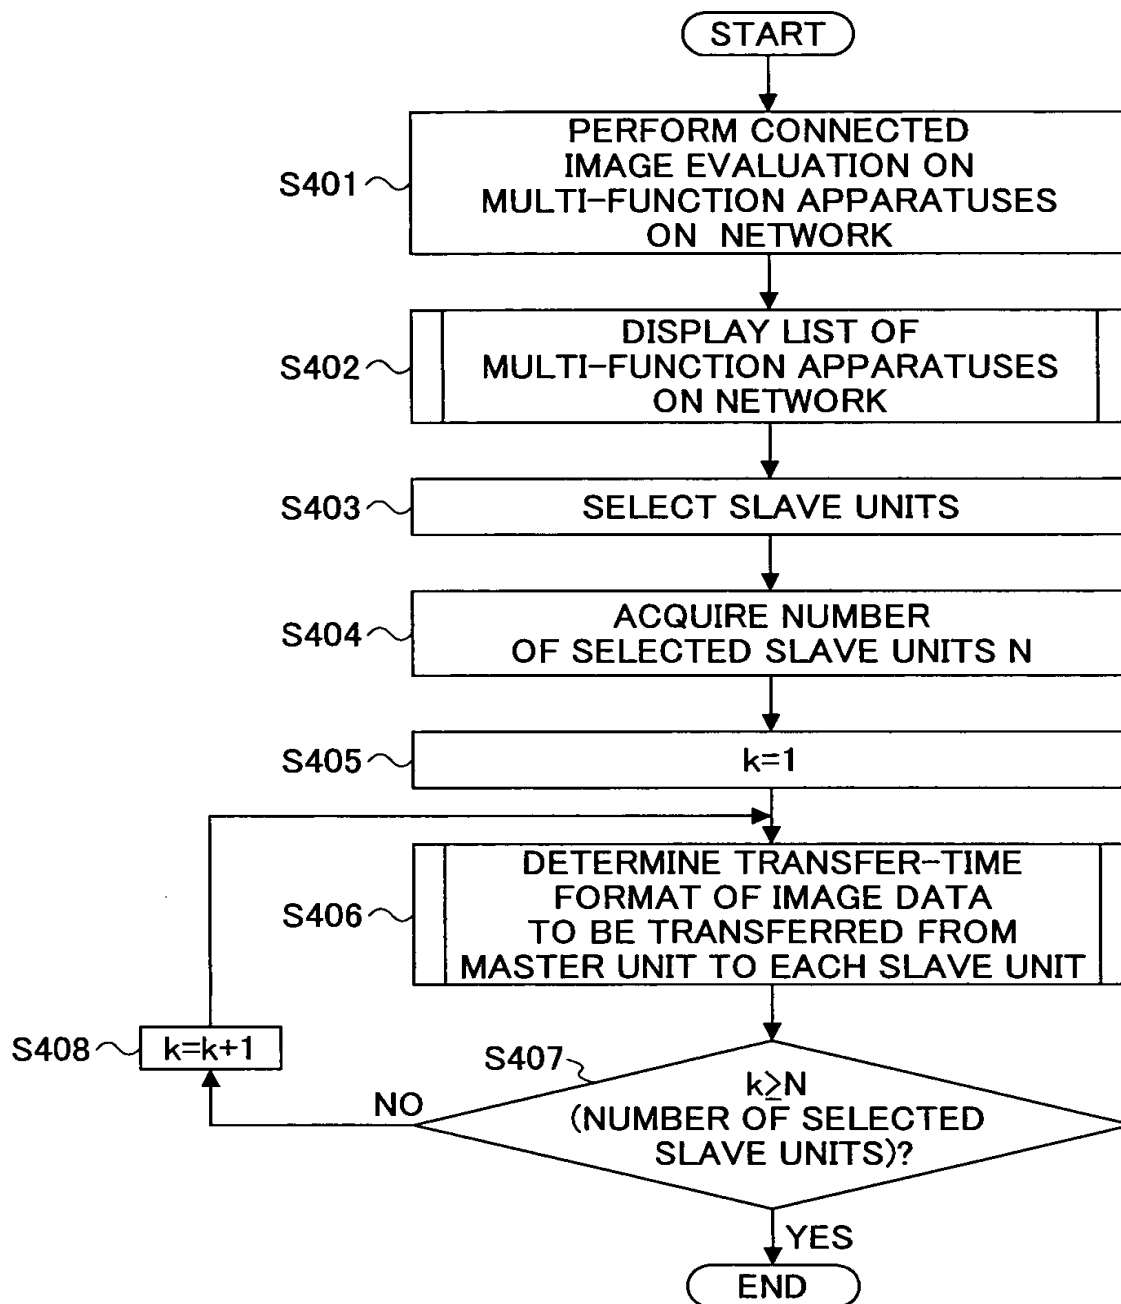 START
S401
PERFORM CONNECTED
IMAGE EVALUATION ON
MULTI-FUNCTION APPARATUSES
ON NETWORK
S402
DISPLAY LIST OF
MULTI-FUNCTION APPARATUSES
ON NETWORK
S403
SELECT SLAVE UNITS
S404
ACQUIRE NUMBER
OF SELECTED SLAVE UNITS N
S405
k=1
S406
DETERMINE TRANSFER-TIME
FORMAT OF IMAGE DATA
TO BE TRANSFERRED FROM
MASTER UNIT TO EACH SLAVE UNIT
S408
k=k+1
S407
k≥N
(NUMBER OF SELECTED
SLAVE UNITS)?
NO
YES
END